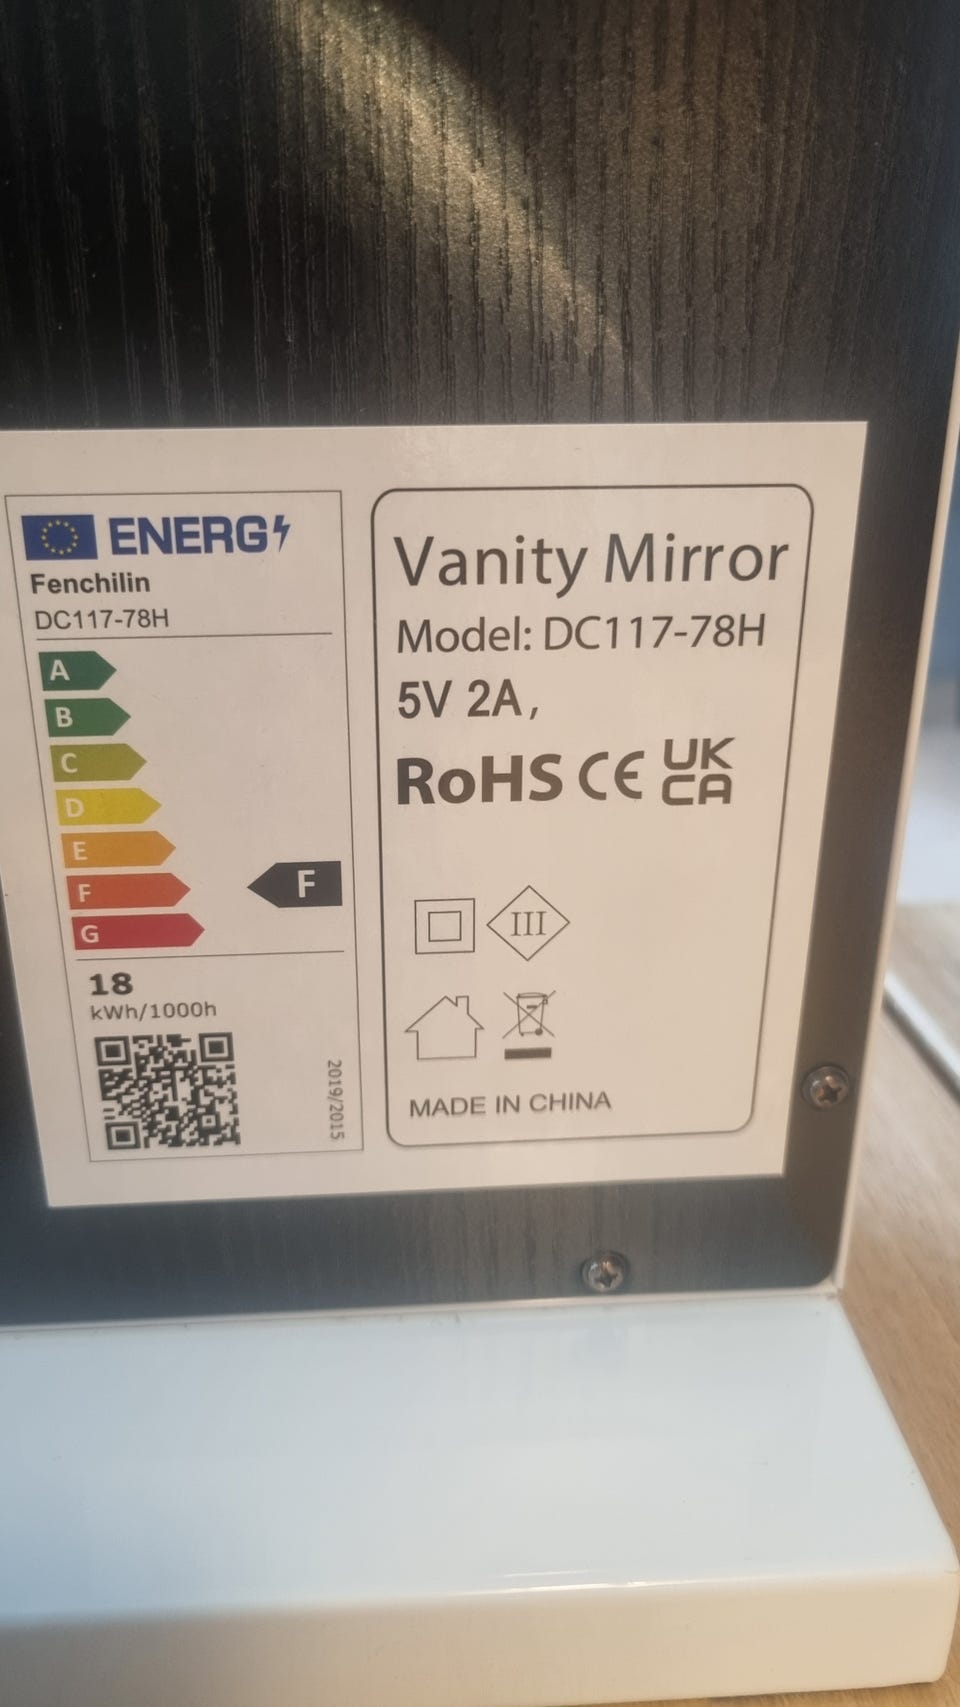 ENERG
Fenchilin
DC117-78H
A
B
C
D
E
F
G
F
18
kWh/1000h
2019/2015
Vanity Mirror
Model: DC117-78H
5V 2A,
RoHS CE UK
CA
III
MADE IN CHINA